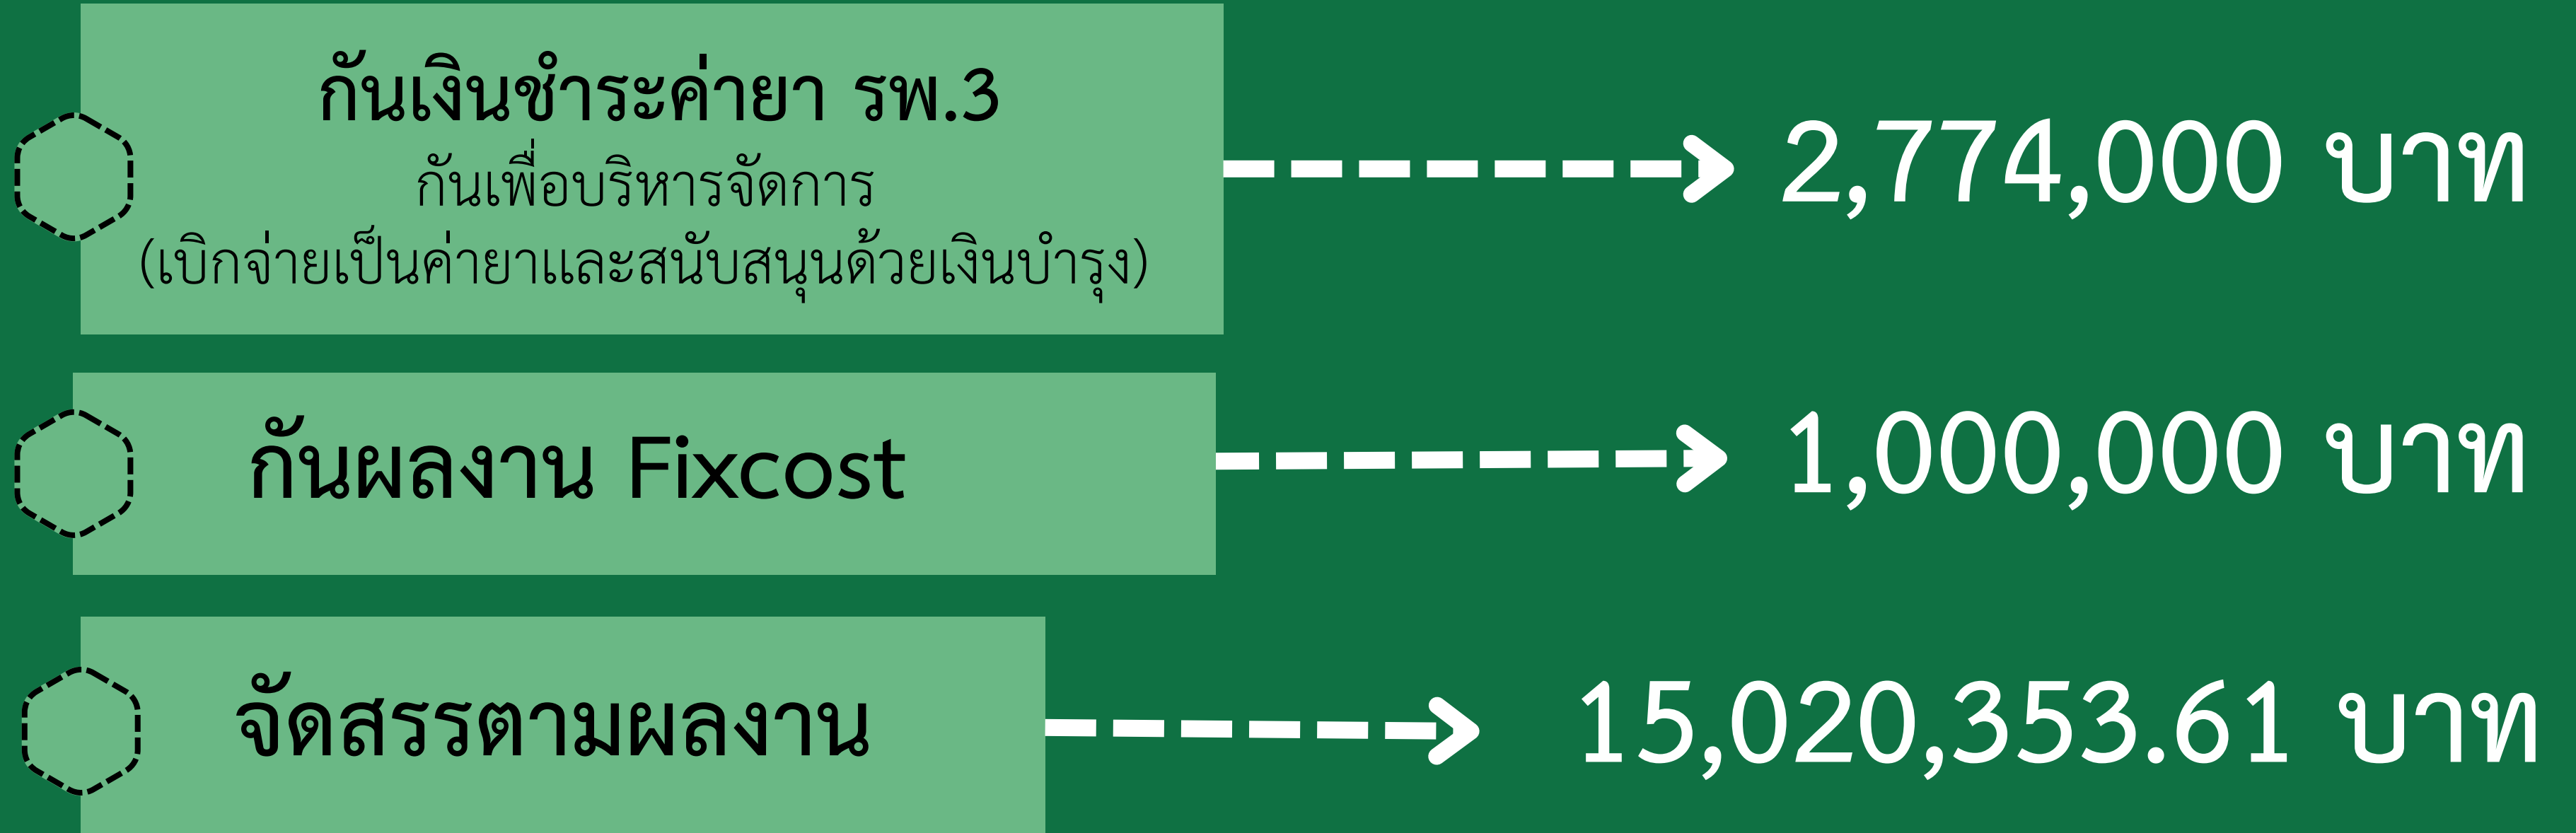 กันเงินชำระค่ายา รพ.3
กันเพื่อบริหารจัดการ
(เบิกจ่ายเป็นค่ายาและสนับสนุนด้วยเงินบำรุง)
2,774,000 บาท
กันผลงาน Fixcost
1,000,000 บาท
จัดสรรตามผลงาน
15,020,353.61 บาท